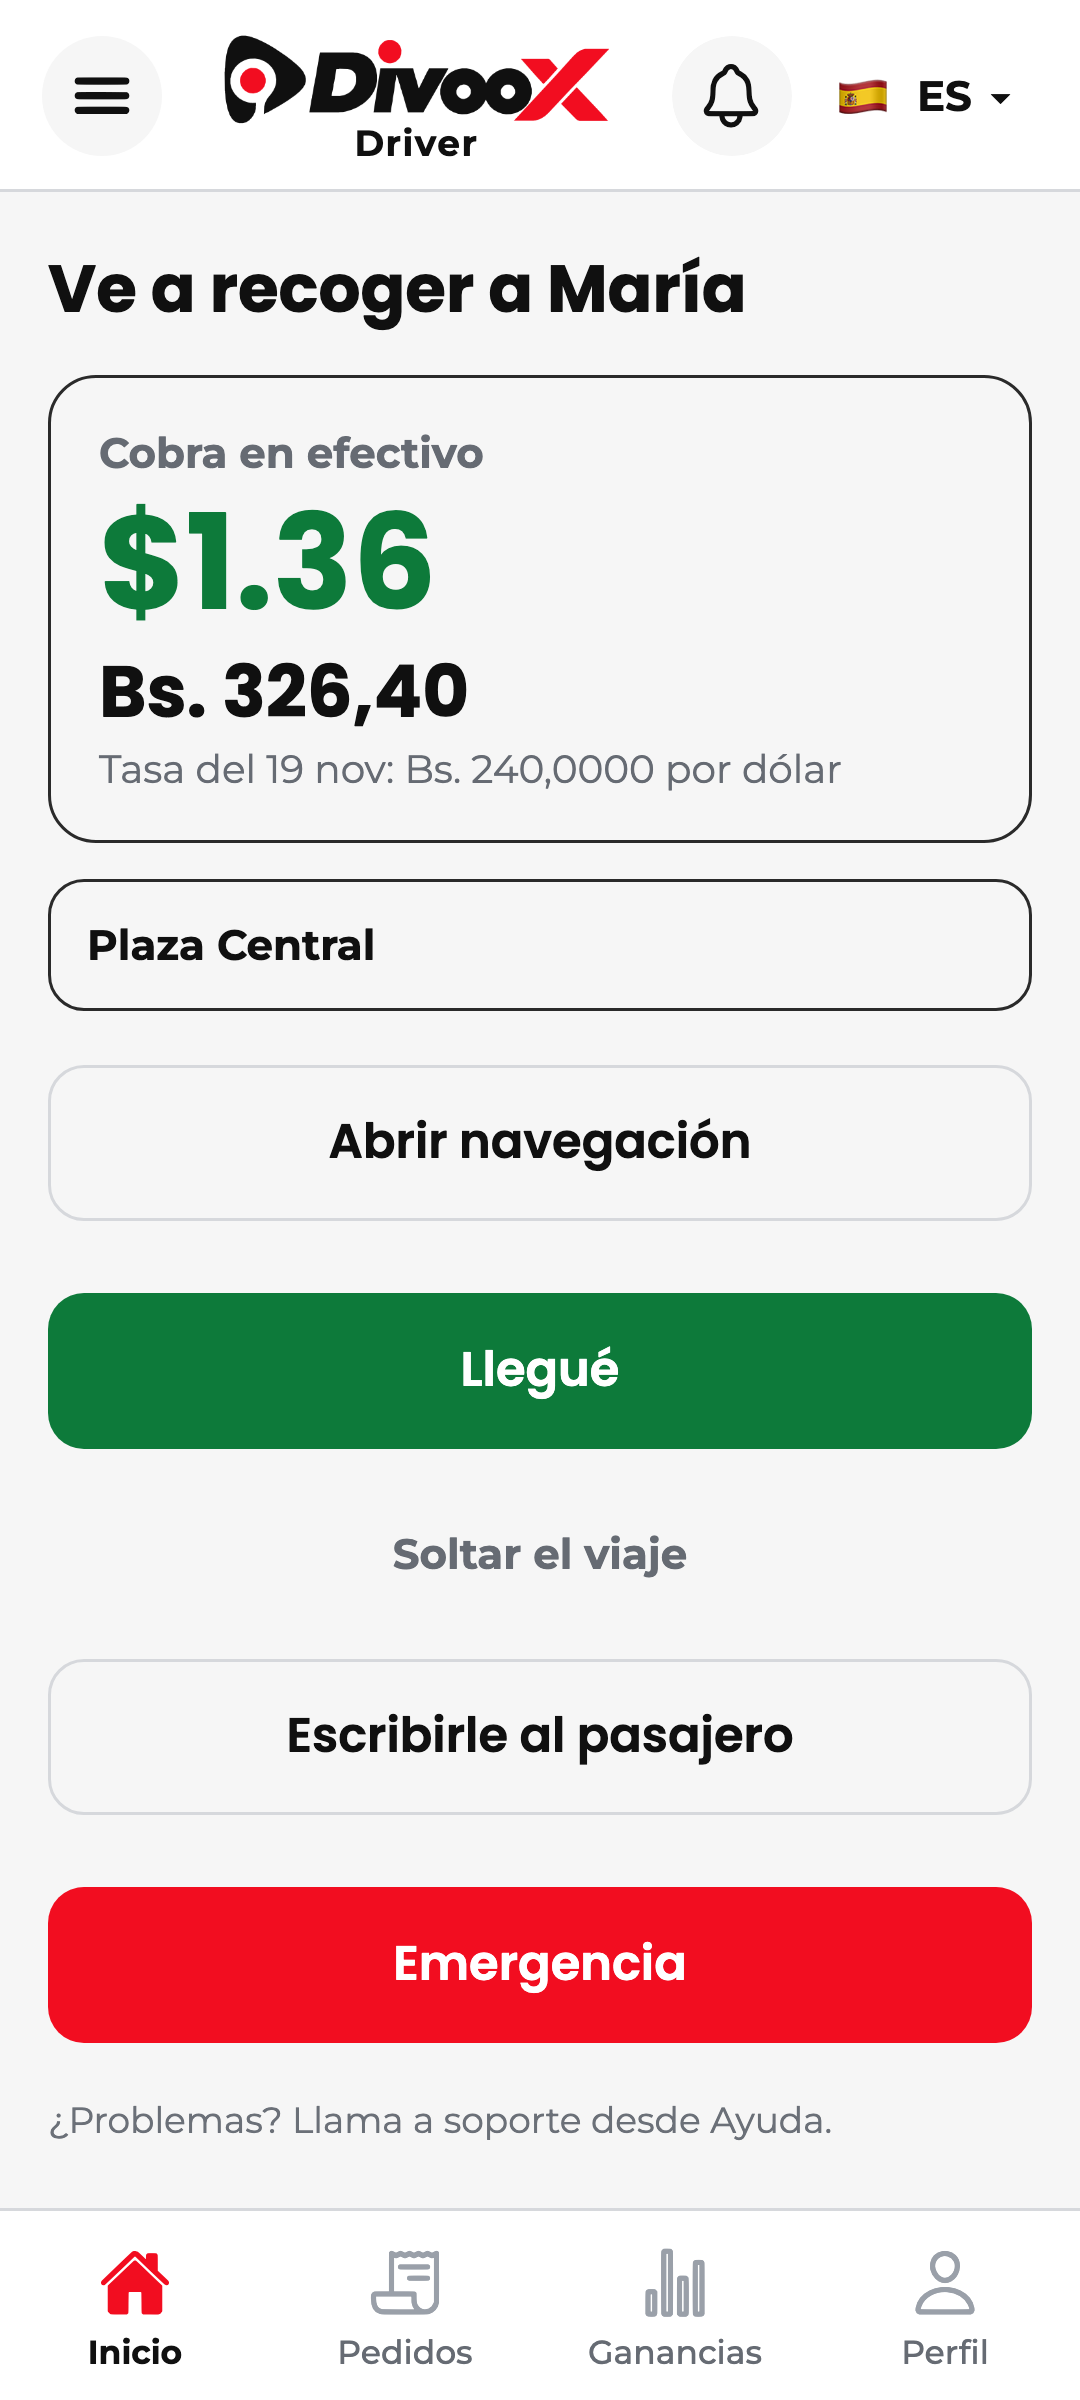 DivooX
Driver
ES
Ve a recoger a María
Cobra en efectivo
$1.36
Bs. 326,40
Tasa del 19 nov: Bs. 240,0000 por dólar
Plaza Central
Abrir navegación
Llegué
Soltar el viaje
Escribirle al pasajero
Emergencia
¿Problemas? Llama a soporte desde Ayuda.
Inicio
Pedidos
Ganancias
Perfil